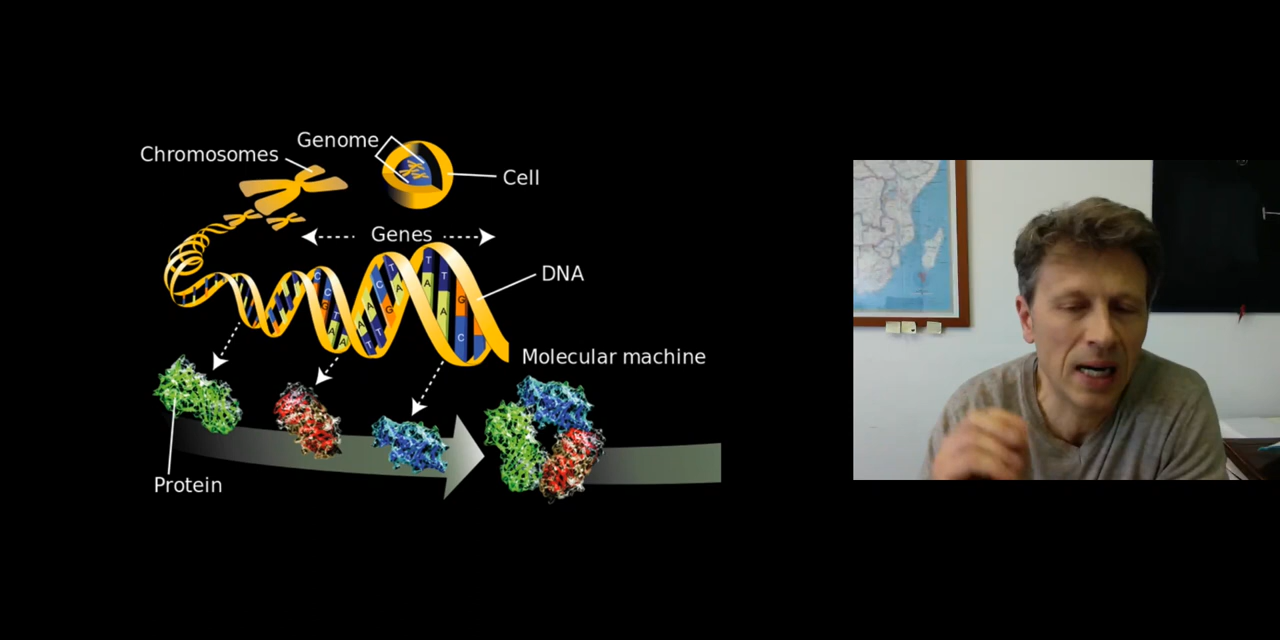 Genome
Chromosomes
Cell
Genes
DNA
Molecular machine
Protein
C
C
G
T
A
A
T
A
A
T
C
G
T
A
T
A
T
A
G
C